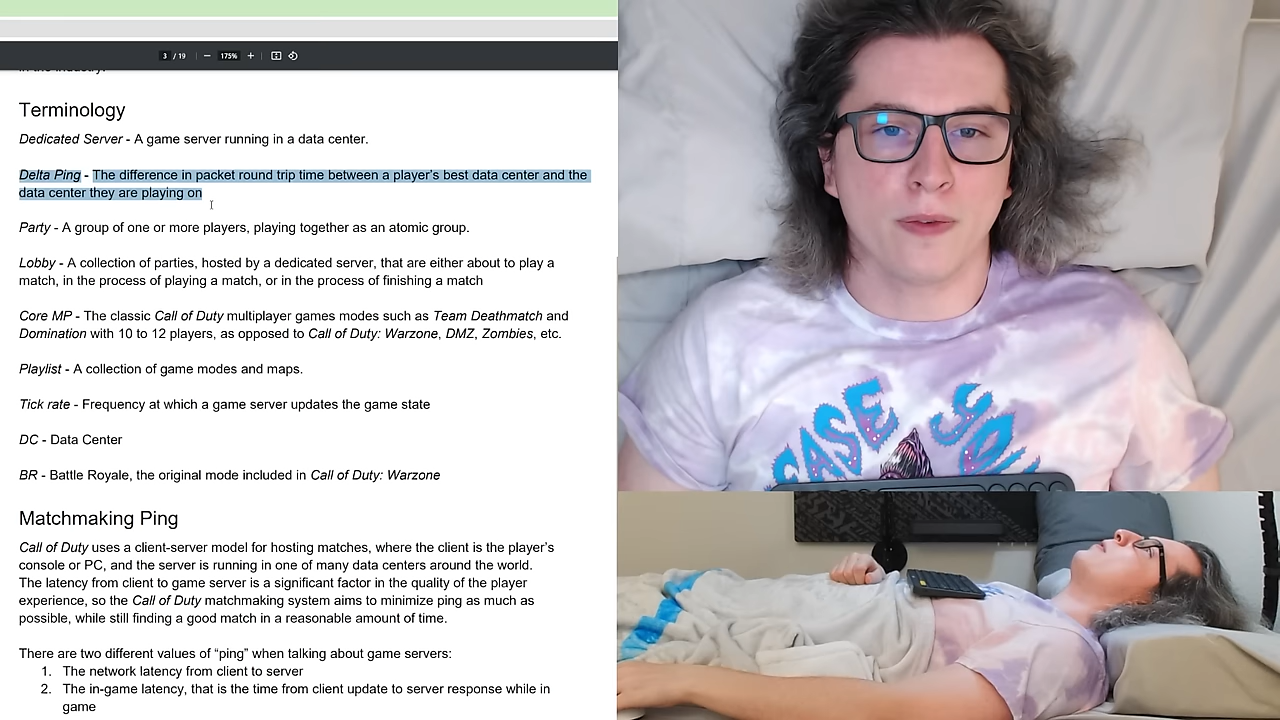 3 / 19
175%
in the industry.
Terminology
Dedicated Server - A game server running in a data center.
Delta Ping - The difference in packet round trip time between a player's best data center and the
data center they are playing on
Party - A group of one or more players, playing together as an atomic group.
Lobby - A collection of parties, hosted by a dedicated server, that are either about to play a
match, in the process of playing a match, or in the process of finishing a match
Core MP - The classic Call of Duty multiplayer games modes such as Team Deathmatch and
Domination with 10 to 12 players, as opposed to Call of Duty: Warzone, DMZ, Zombies, etc.
Playlist - A collection of game modes and maps.
Tick rate - Frequency at which a game server updates the game state
DC - Data Center
BR - Battle Royale, the original mode included in Call of Duty: Warzone
Matchmaking Ping
Call of Duty uses a client-server model for hosting matches, where the client is the player's
console or PC, and the server is running in one of many data centers around the world.
The latency from client to game server is a significant factor in the quality of the player
experience, so the Call of Duty matchmaking system aims to minimize ping as much as
possible, while still finding a good match in a reasonable amount of time.
There are two different values of "ping" when talking about game servers:
1. The network latency from client to server
2. The in-game latency, that is the time from client update to server response while in
game